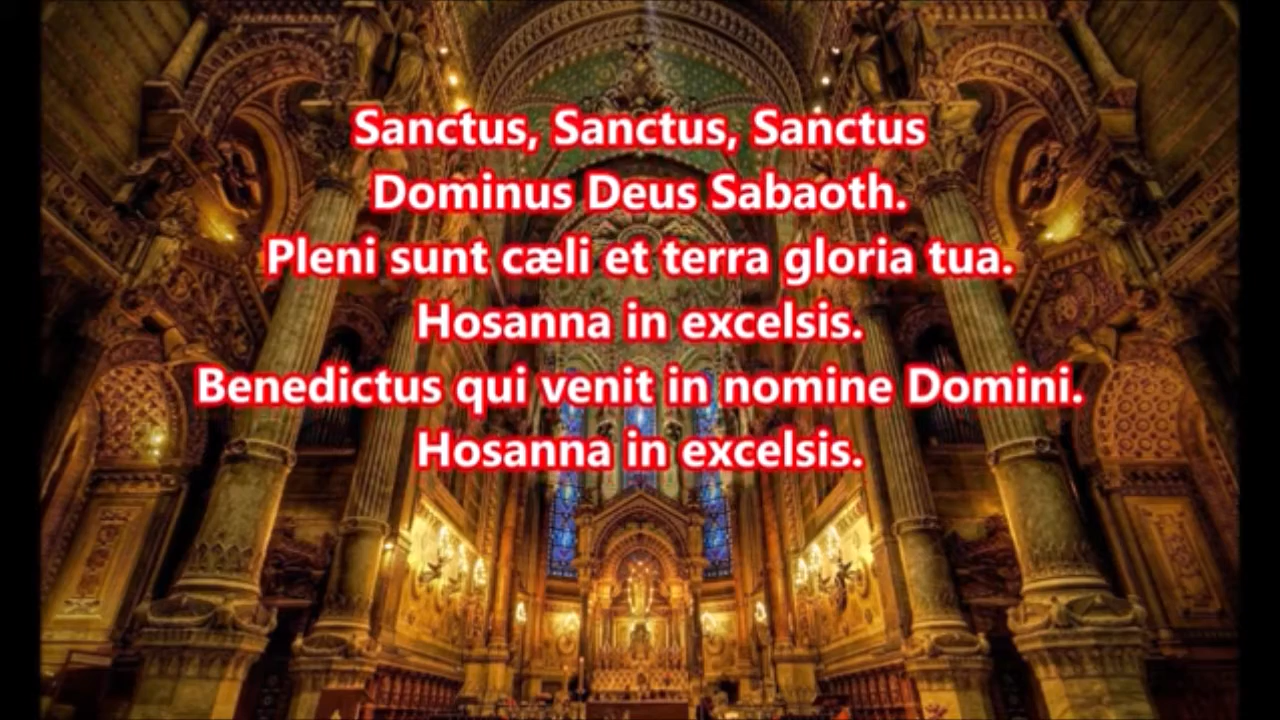 Sanctus, Sanctus, Sanctus
Dominus Deus Sabaoth.
Pleni sunt cæli et terra gloria tua.
Hosanna in excelsis.
Benedictus qui venit in nomine Domini.
Hosanna in excelsis.